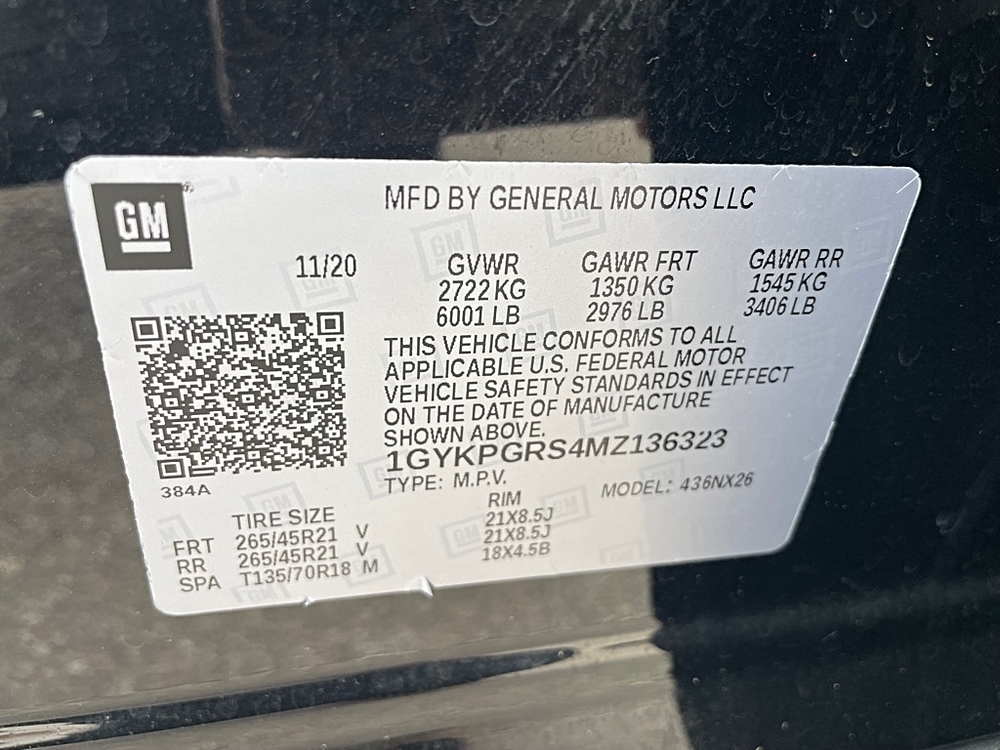 GM
MFD BY GENERAL MOTORS LLC
11/20 GVWR GAWR FRT GAWR RR
2722 KG 1350 KG 1545 KG
6001 LB 2976 LB 3406 LB
THIS VEHICLE CONFORMS TO ALL
APPLICABLE U.S. FEDERAL MOTOR
VEHICLE SAFETY STANDARDS IN EFFECT
ON THE DATE OF MANUFACTURE
SHOWN ABOVE.
1GYKPGRS4MZ136323
384A
TYPE: M.P.V. MODEL: 436NX26
TIRE SIZE RIM
FRT 265/45R21 V 21X8.5J
RR 265/45R21 V 21X8.5J
SPA T135/70R18 M 18X4.5B